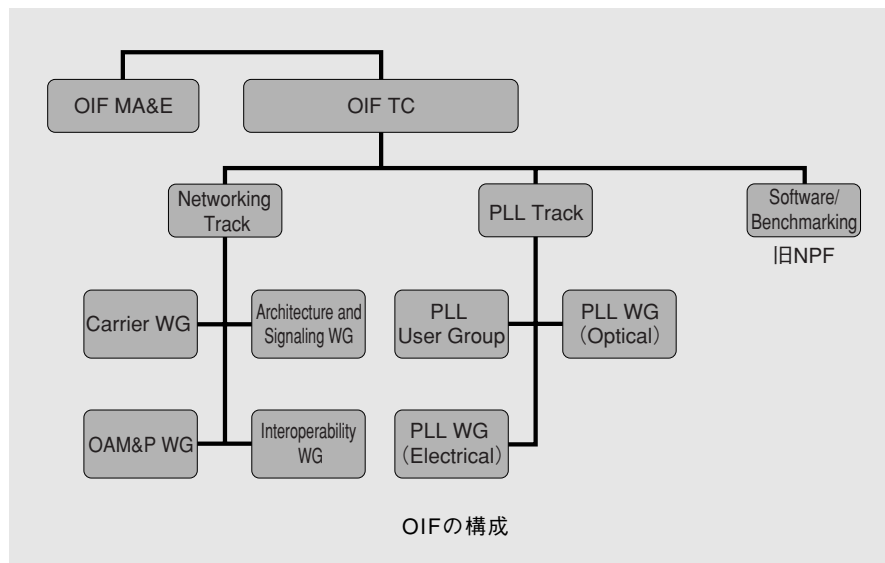 OIF MA&E
OIF TC
Networking
Track
PLL Track
Software/
Benchmarking
旧NPF
Carrier WG
Architecture and
Signaling WG
PLL
User Group
PLL WG
（Optical）
OAM&P WG
Interoperability
WG
PLL WG
（Electrical）
OIFの構成